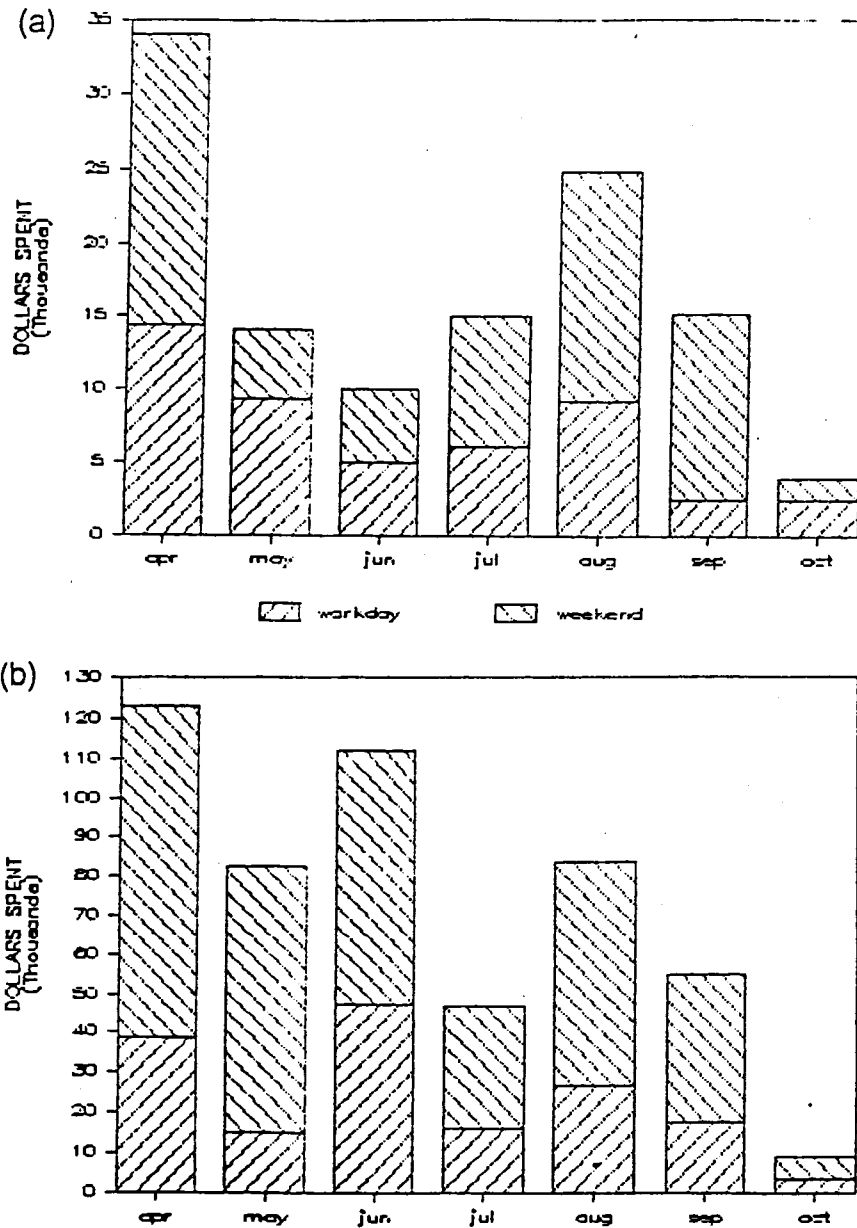 (a)
35
30
25
20
15
10
5
0
DOLLARS SPENT
(Thousands)
apr may jun jul aug sep oct
workday weekend
(b)
130
120
110
100
90
80
70
60
50
40
30
20
10
0
DOLLARS SPENT
(Thousands)
apr may jun jul aug sep oct